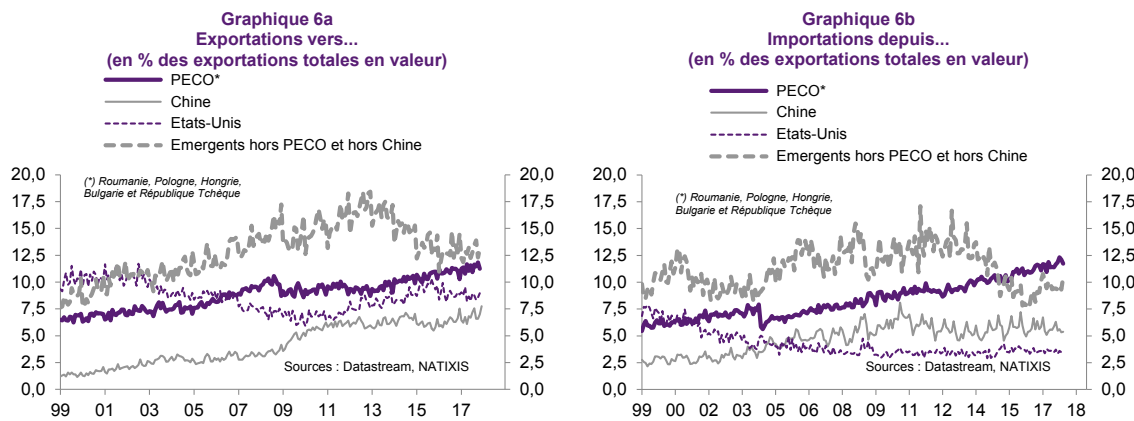 Graphique 6a
Exportations vers...
(en % des exportations totales en valeur)
PECO*
Chine
Etats-Unis
Emergents hors PECO et hors Chine
20,0
17,5
15,0
12,5
10,0
7,5
5,0
2,5
0,0
(*) Roumanie, Pologne, Hongrie,
Bulgarie et République Tchèque
20,0
17,5
15,0
12,5
10,0
7,5
5,0
2,5
0,0
Sources : Datastream, NATIXIS
99 01 03 05 07 09 11 13 15 17
Graphique 6b
Importations depuis...
(en % des exportations totales en valeur)
PECO*
Chine
Etats-Unis
Emergents hors PECO et hors Chine
20,0
17,5
15,0
12,5
10,0
7,5
5,0
2,5
0,0
(*) Roumanie, Pologne, Hongrie,
Bulgarie et République Tchèque
20,0
17,5
15,0
12,5
10,0
7,5
5,0
2,5
0,0
Sources : Datastream, NATIXIS
99 00 02 03 05 06 08 09 11 12 14 15 17 18